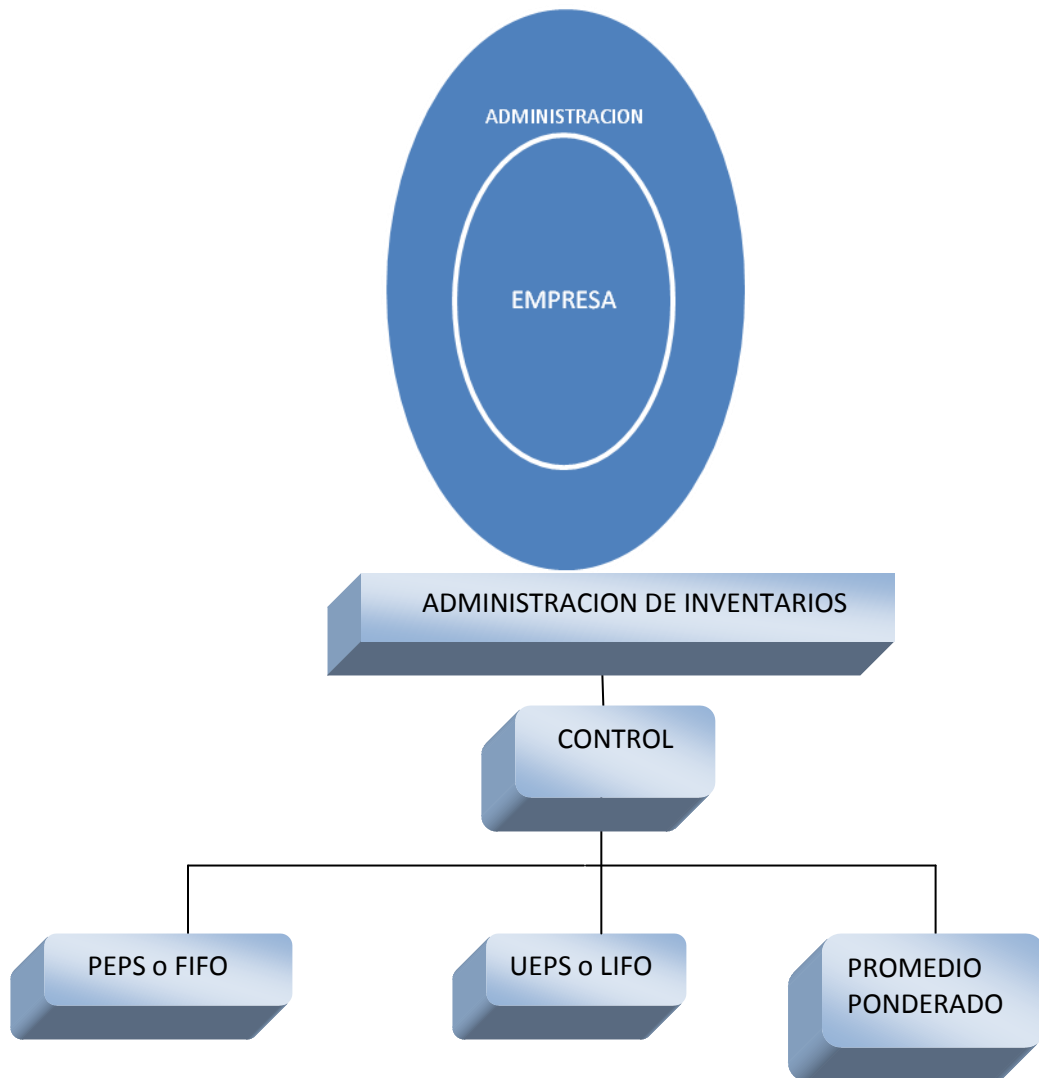 ADMINISTRACION
EMPRESA
ADMINISTRACION DE INVENTARIOS
CONTROL
PEPS o FIFO
UEPS o LIFO
PROMEDIO
PONDERADO